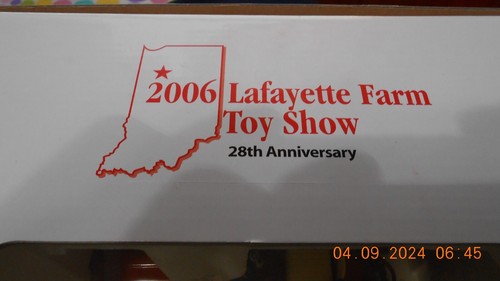 2006 Lafayette Farm
Toy Show
28th Anniversary
04.09.2024 06:45